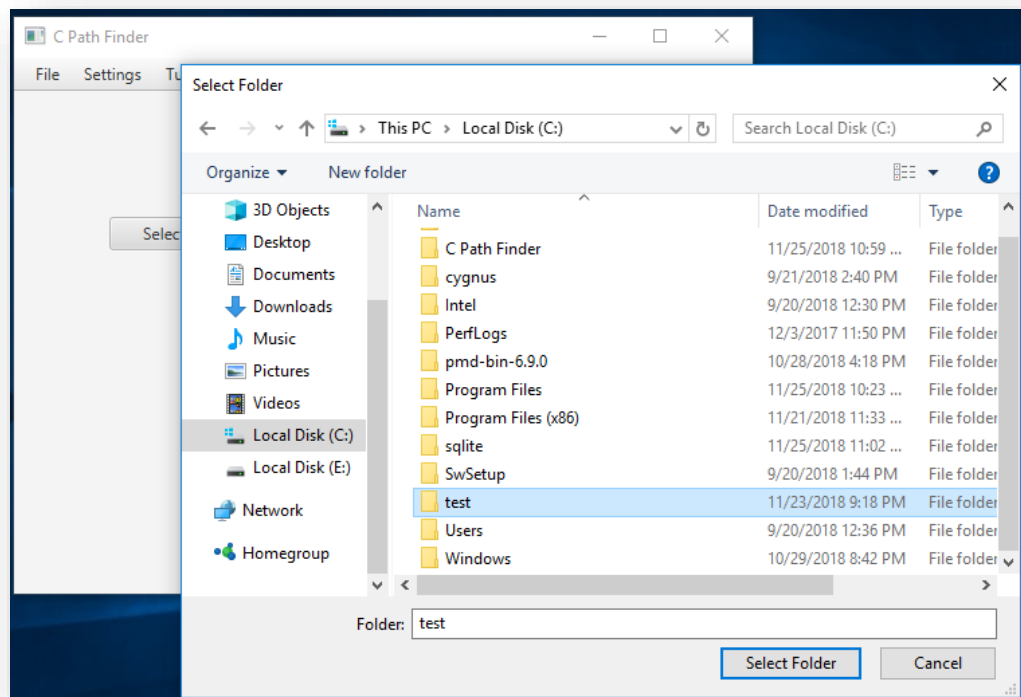 C Path Finder
File Settings Tu
Select Folder
This PC > Local Disk (C:)
Search Local Disk (C:)
Organize
New folder
?
Selec
3D Objects
Desktop
Documents
Downloads
Music
Pictures
Videos
Local Disk (C:)
Local Disk (E:)
Network
Homegroup
Name Date modified Type
C Path Finder 11/25/2018 10:59 ... File folder
cygnus 9/21/2018 2:40 PM File folder
Intel 9/20/2018 12:30 PM File folder
PerfLogs 12/3/2017 11:50 PM File folder
pmd-bin-6.9.0 10/28/2018 4:18 PM File folder
Program Files 11/25/2018 10:23 ... File folder
Program Files (x86) 11/21/2018 11:33 ... File folder
sqlite 11/25/2018 11:02 ... File folder
SwSetup 9/20/2018 1:44 PM File folder
test 11/23/2018 9:18 PM File folder
Users 9/20/2018 12:36 PM File folder
Windows 10/29/2018 8:42 PM File folder
Folder: test
Select Folder
Cancel